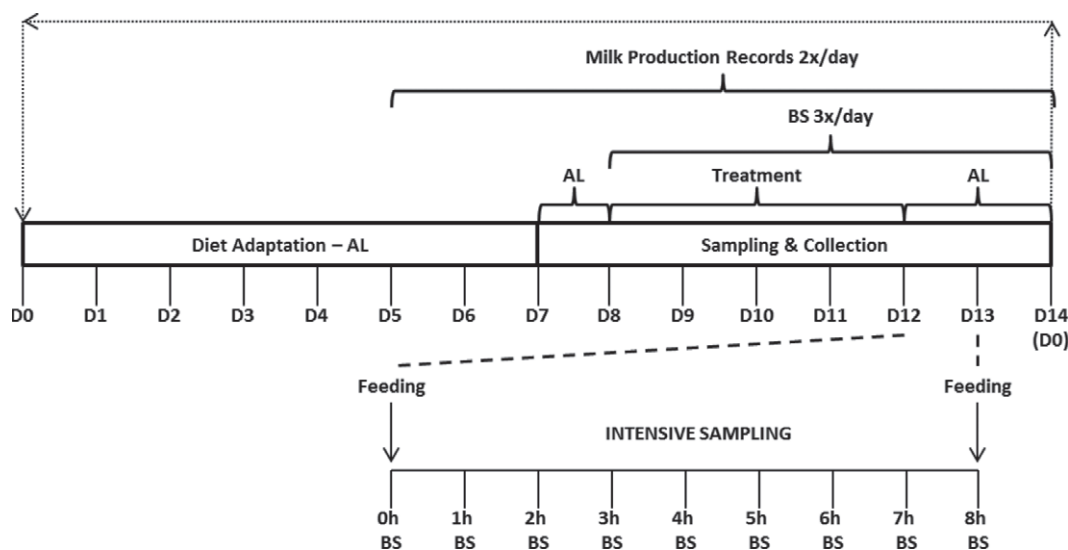 Milk Production Records 2x/day
BS 3x/day
AL Treatment AL
Diet Adaptation – AL Sampling & Collection
D0 D1 D2 D3 D4 D5 D6 D7 D8 D9 D10 D11 D12 D13 D14
(D0)
Feeding Feeding
INTENSIVE SAMPLING
0h 1h 2h 3h 4h 5h 6h 7h 8h
BS BS BS BS BS BS BS BS BS